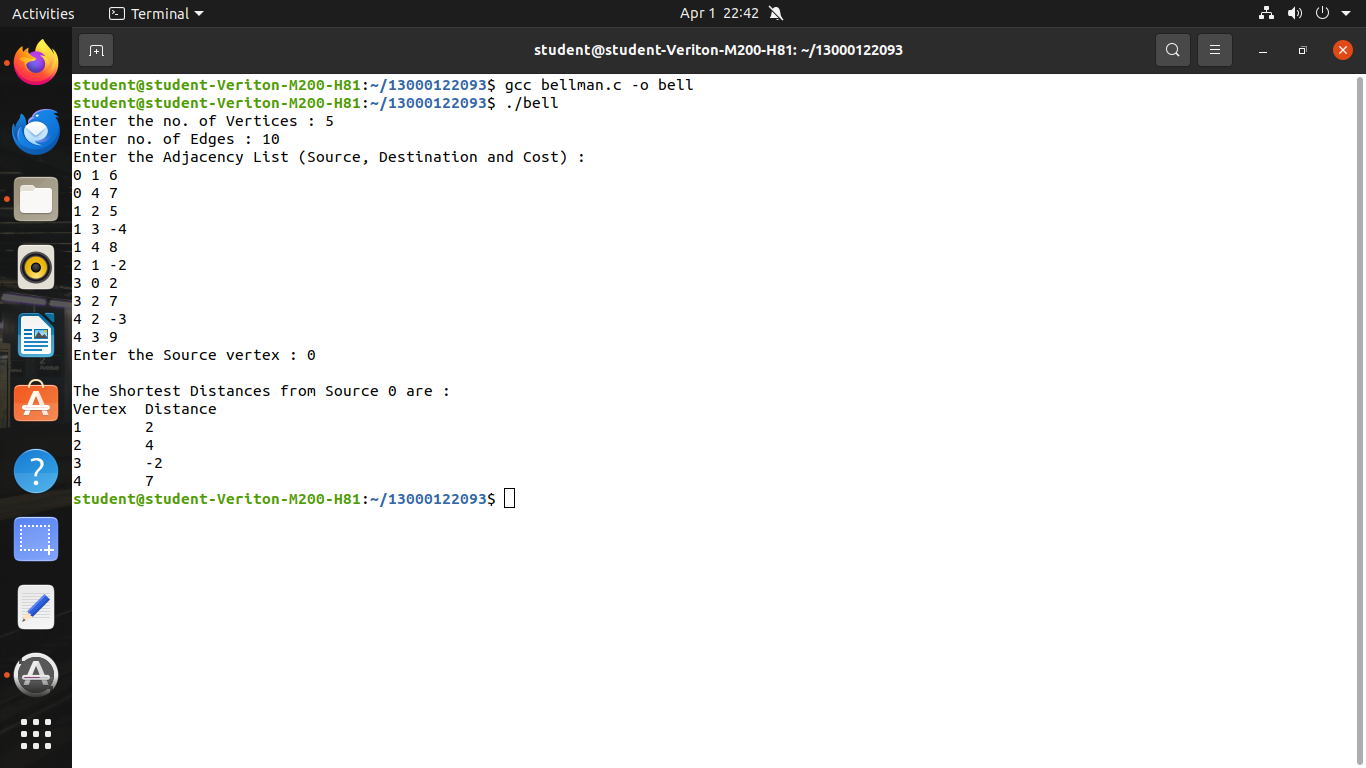 Activities Terminal Apr 1 22:42
student@student-Veriton-M200-H81: ~/13000122093
student@student-Veriton-M200-H81:~/13000122093$ gcc bellman.c -o bell
student@student-Veriton-M200-H81:~/13000122093$ ./bell
Enter the no. of Vertices : 5
Enter no. of Edges : 10
Enter the Adjacency List (Source, Destination and Cost) :
0 1 6
0 4 7
1 2 5
1 3 -4
1 4 8
2 1 -2
3 0 2
3 2 7
4 2 -3
4 3 9
Enter the Source vertex : 0
The Shortest Distances from Source 0 are :
Vertex Distance
1 2
2 4
3 -2
4 7
student@student-Veriton-M200-H81:~/13000122093$